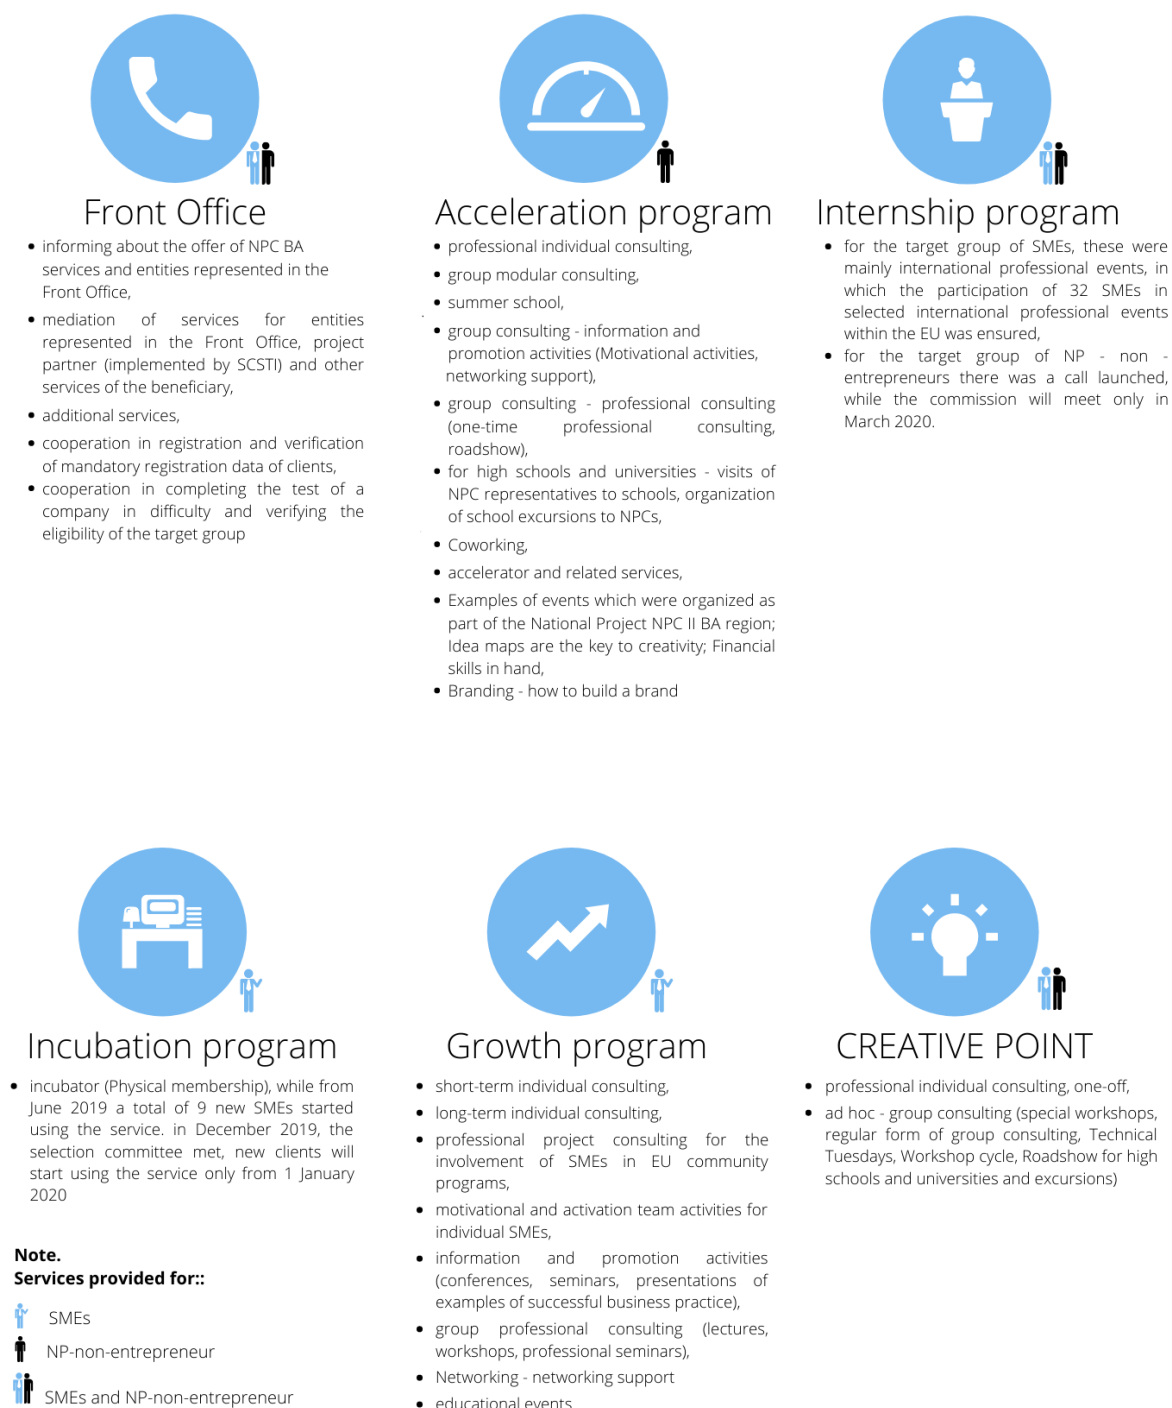 Front Office
informing about the offer of NPC BA
services and entities represented in the
Front Office,
mediation of services for entities
represented in the Front Office, project
partner (implemented by SCSTI) and other
services of the beneficiary,
additional services,
cooperation in registration and verification
of mandatory registration data of clients,
cooperation in completing the test of a
company in difficulty and verifying the
eligibility of the target group
Acceleration program
professional individual consulting,
group modular consulting,
summer school,
group consulting - information and
promotion activities (Motivational activities,
networking support),
group consulting - professional consulting
(one-time professional consulting,
roadshow),
for high schools and universities - visits of
NPC representatives to schools, organization
of school excursions to NPCs,
Coworking,
accelerator and related services,
Examples of events which were organized as
part of the National Project NPC II BA region;
Idea maps are the key to creativity; Financial
skills in hand,
Branding - how to build a brand
Internship program
for the target group of SMEs, these were
mainly international professional events, in
which the participation of 32 SMEs in
selected international professional events
within the EU was ensured,
for the target group of NP - non -
entrepreneurs there was a call launched,
while the commission will meet only in
March 2020.
Incubation program
incubator (Physical membership), while from
June 2019 a total of 9 new SMEs started
using the service. in December 2019, the
selection committee met, new clients will
start using the service only from 1 January
2020
Note.
Services provided for::
SMEs
NP-non-entrepreneur
SMEs and NP-non-entrepreneur
Growth program
short-term individual consulting,
long-term individual consulting,
professional project consulting for the
involvement of SMEs in EU community
programs,
motivational and activation team activities for
individual SMEs,
information and promotion activities
(conferences, seminars, presentations of
examples of successful business practice),
group professional consulting (lectures,
workshops, professional seminars),
Networking - networking support
educational events
CREATIVE POINT
professional individual consulting, one-off,
ad hoc - group consulting (special workshops,
regular form of group consulting, Technical
Tuesdays, Workshop cycle, Roadshow for high
schools and universities and excursions)